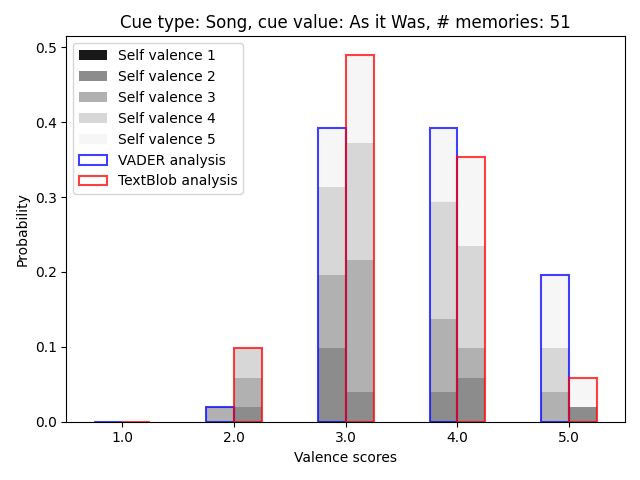 Cue type: Song, cue value: As it Was, # memories: 51
Self valence 1
Self valence 2
Self valence 3
Self valence 4
Self valence 5
VADER analysis
TextBlob analysis
Probability
0.5
0.4
0.3
0.2
0.1
0.0
1.0 2.0 3.0 4.0 5.0
Valence scores